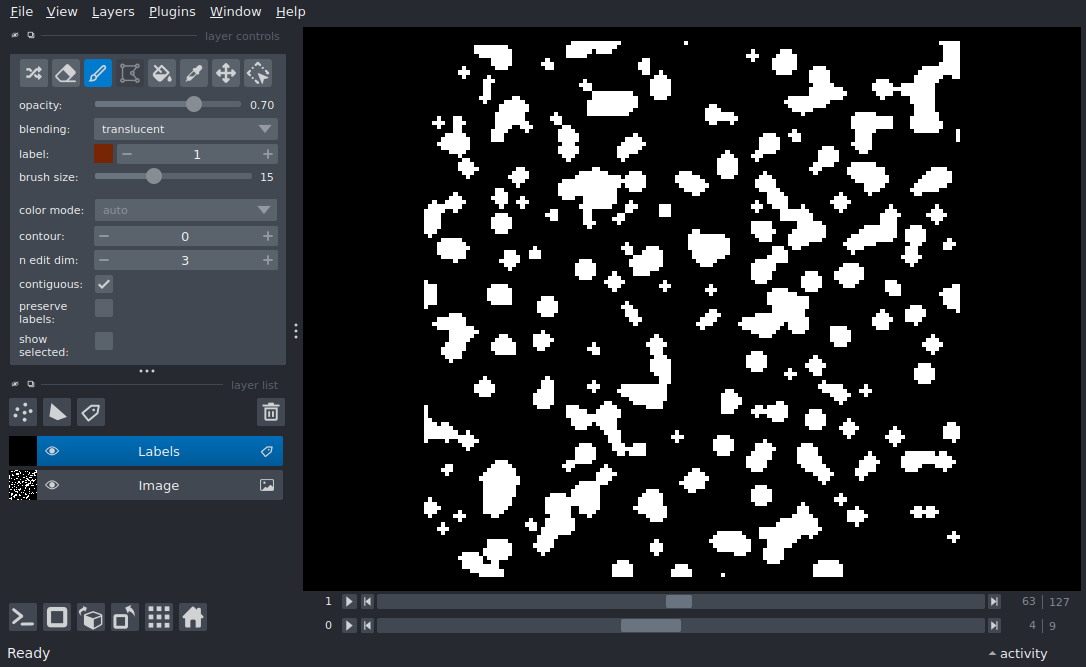 File View Layers Plugins Window Help
layer controls
opacity: 0.70
blending: translucent
label: 1
brush size: 15
color mode: auto
contour: 0
n edit dim: 3
contiguous:
preserve
labels:
show
selected:
layer list
Labels
Image
1 63 127
0 4 9
Ready activity